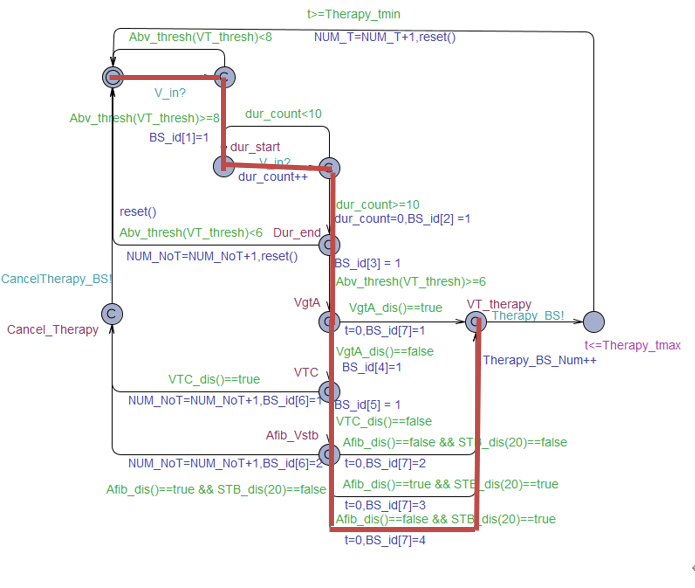 t>=Therapy_tmin
Abv_thresh(VT_thresh)<8
NUM_T=NUM_T+1,reset()
C
C
V_in?
Abv_thresh(VT_thresh)>=8
BS_id[1]=1
dur_count<10
dur_start
V_in?
C
dur_count++
dur_count>=10
dur_count=0,BS_id[2] =1
reset()
Abv_thresh(VT_thresh)<6
Dur_end
C
NUM_NoT=NUM_NoT+1,reset()
BS_id[3] = 1
CancelTherapy_BS!
Abv_thresh(VT_thresh)>=6
C
Cancel_Therapy
VgtA
C
VgtA_dis()==true
t=0,BS_id[7]=1
VT_therapy
C
Therapy_BS!
t<=Therapy_tmax
VgtA_dis()==false
BS_id[4]=1
Therapy_BS_Num++
VTC
C
VTC_dis()==true
NUM_NoT=NUM_NoT+1,BS_id[6]=1
BS_id[5] = 1
VTC_dis()==false
Afib_Vstb
C
Afib_dis()==false && STB_dis(20)==false
NUM_NoT=NUM_NoT+1,BS_id[6]=2
t=0,BS_id[7]=2
Afib_dis()==true && STB_dis(20)==false
Afib_dis()==true && STB_dis(20)==true
t=0,BS_id[7]=3
Afib_dis()==false && STB_dis(20)==true
t=0,BS_id[7]=4